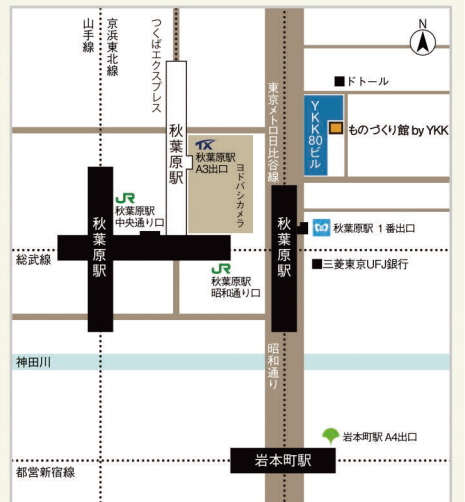 山手線
京浜東北線
つくばエクスプレス
N
■ドトール
東京メトロ日比谷線
YKK80ビル
ものづくり館 by YKK
秋葉原駅
TX
秋葉原駅
A3出口
ヨドバシカメラ
JR
秋葉原駅
中央通り口
秋葉原駅
秋葉原駅
秋葉原駅 1番出口
総武線
JR
秋葉原駅
昭和通り口
■三菱東京UFJ銀行
昭和通り
神田川
岩本町駅 A4出口
岩本町駅
都営新宿線